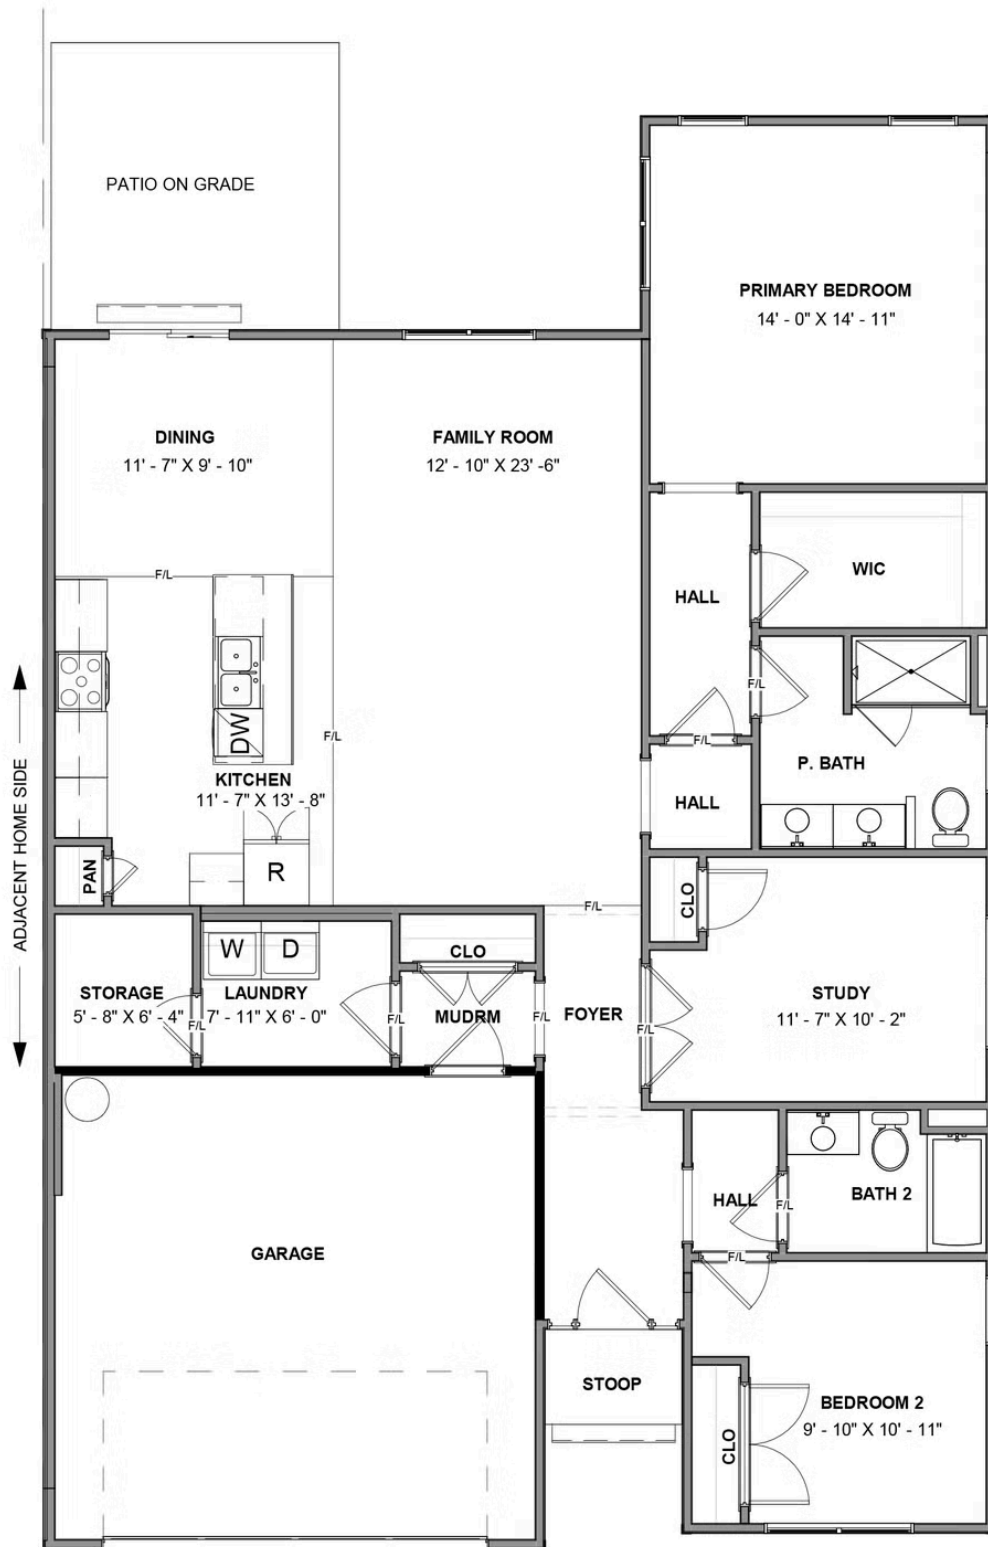 PATIO ON GRADE
PRIMARY BEDROOM
14' - 0" X 14' - 11"
DINING
11' - 7" X 9' - 10"
FAMILY ROOM
12' - 10" X 23' -6"
F/L
WIC
HALL
F/L
DW
F/L
F/L
P. BATH
KITCHEN
11' - 7" X 13' - 8"
HALL
ADJACENT HOME SIDE
PAN
R
CLO
F/L
W
D
CLO
STORAGE
5' - 8" X 6' - 4"
F/L
LAUNDRY
7' - 11" X 6' - 0"
F/L
MUDRM
F/L
FOYER
F/L
STUDY
11' - 7" X 10' - 2"
HALL
F/L
BATH 2
GARAGE
F/L
STOOP
BEDROOM 2
9' - 10" X 10' - 11"
CLO